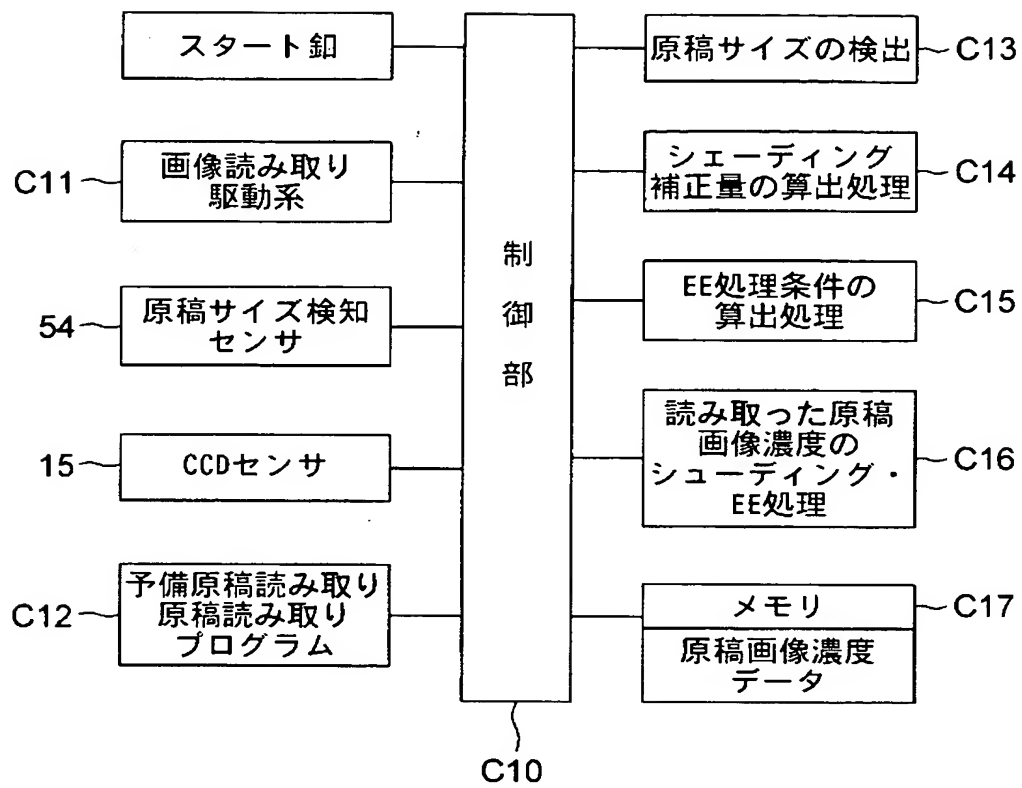 スタート釦
C11
画像読み取り
駆動系
54
原稿サイズ検知
センサ
15
CCDセンサ
C12
予備原稿読み取り
原稿読み取り
プログラム
制
御
部
C10
原稿サイズの検出
C13
シェーディング
補正量の算出処理
C14
EE処理条件の
算出処理
C15
読み取った原稿
画像濃度の
シューディング・
EE処理
C16
メモリ
C17
原稿画像濃度
データ